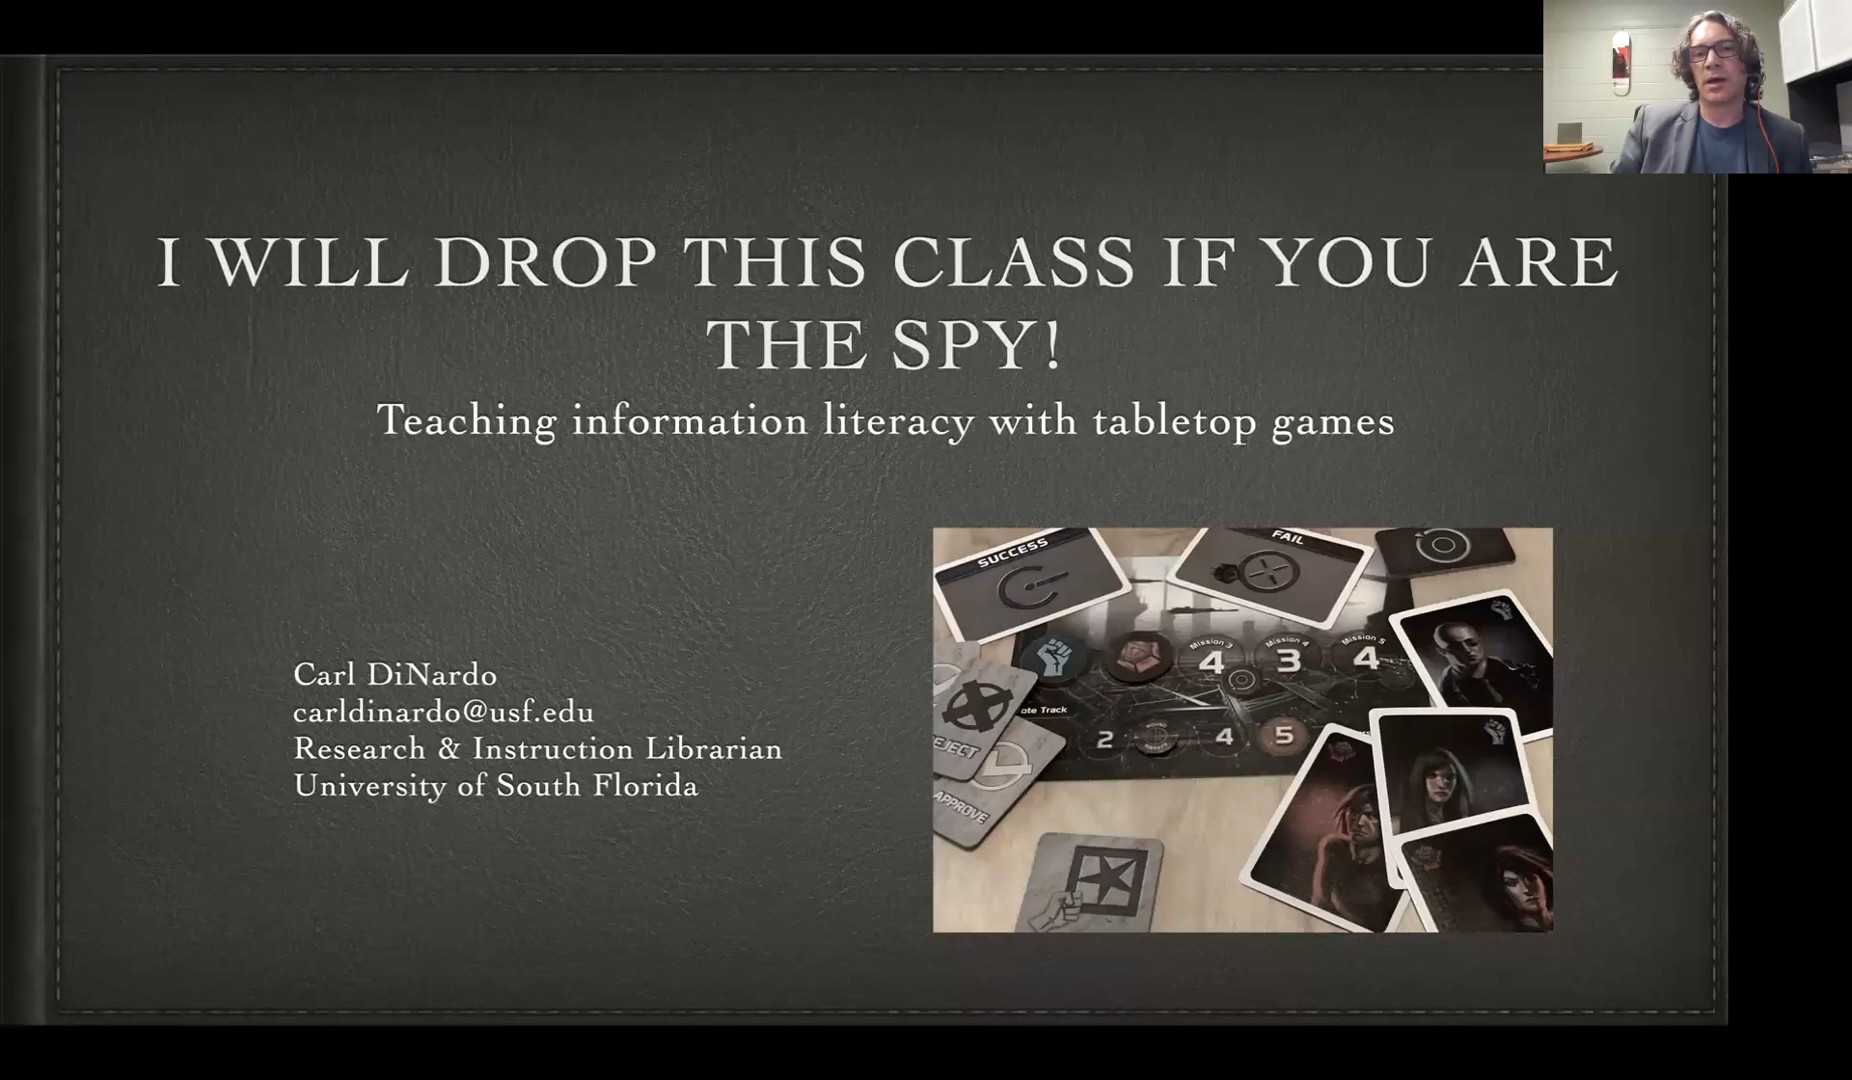 I WILL DROP THIS CLASS IF YOU ARE
THE SPY!
Teaching information literacy with tabletop games
Carl DiNardo
carldinardo@usf.edu
Research & Instruction Librarian
University of South Florida
SUCCESS
FAIL
Mission 3
4
Mission 4
3
Mission 5
4
ote Track
2
4
5
EJECT
APPROVE